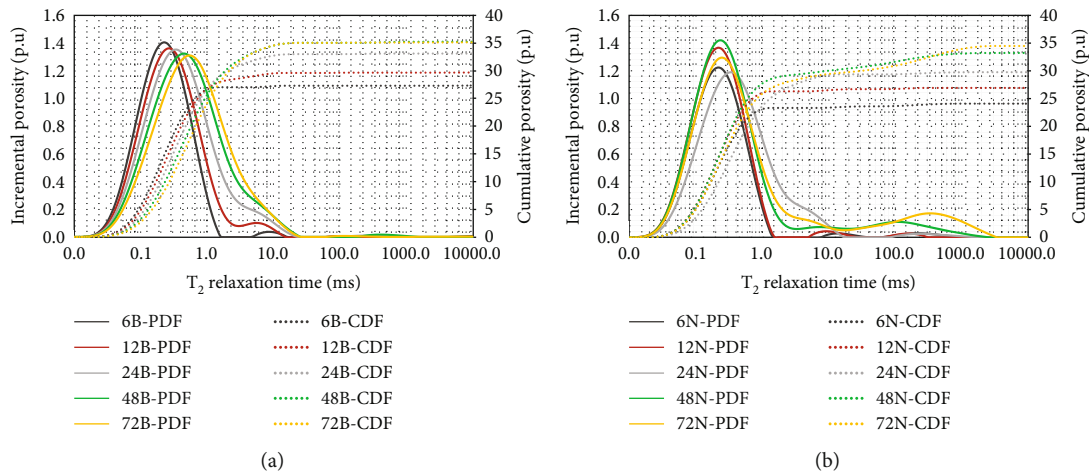 1.6
1.4
1.2
1.0
0.8
0.6
0.4
0.2
0.0
Incremental porosity (p.u)
40
35
30
25
20
15
10
5
0
Cumulative porosity (p.u)
0.0 0.1 1.0 10.0 100.0 1000.0 10000.0
T₂ relaxation time (ms)
6B-PDF 6B-CDF
12B-PDF 12B-CDF
24B-PDF 24B-CDF
48B-PDF 48B-CDF
72B-PDF 72B-CDF
(a)
1.6
1.4
1.2
1.0
0.8
0.6
0.4
0.2
0.0
Incremental porosity (p.u)
40
35
30
25
20
15
10
5
0
Cumulative porosity (p.u)
0.0 0.1 1.0 10.0 100.0 1000.0 10000.0
T₂ relaxation time (ms)
6N-PDF 6N-CDF
12N-PDF 12N-CDF
24N-PDF 24N-CDF
48N-PDF 48N-CDF
72N-PDF 72N-CDF
(b)